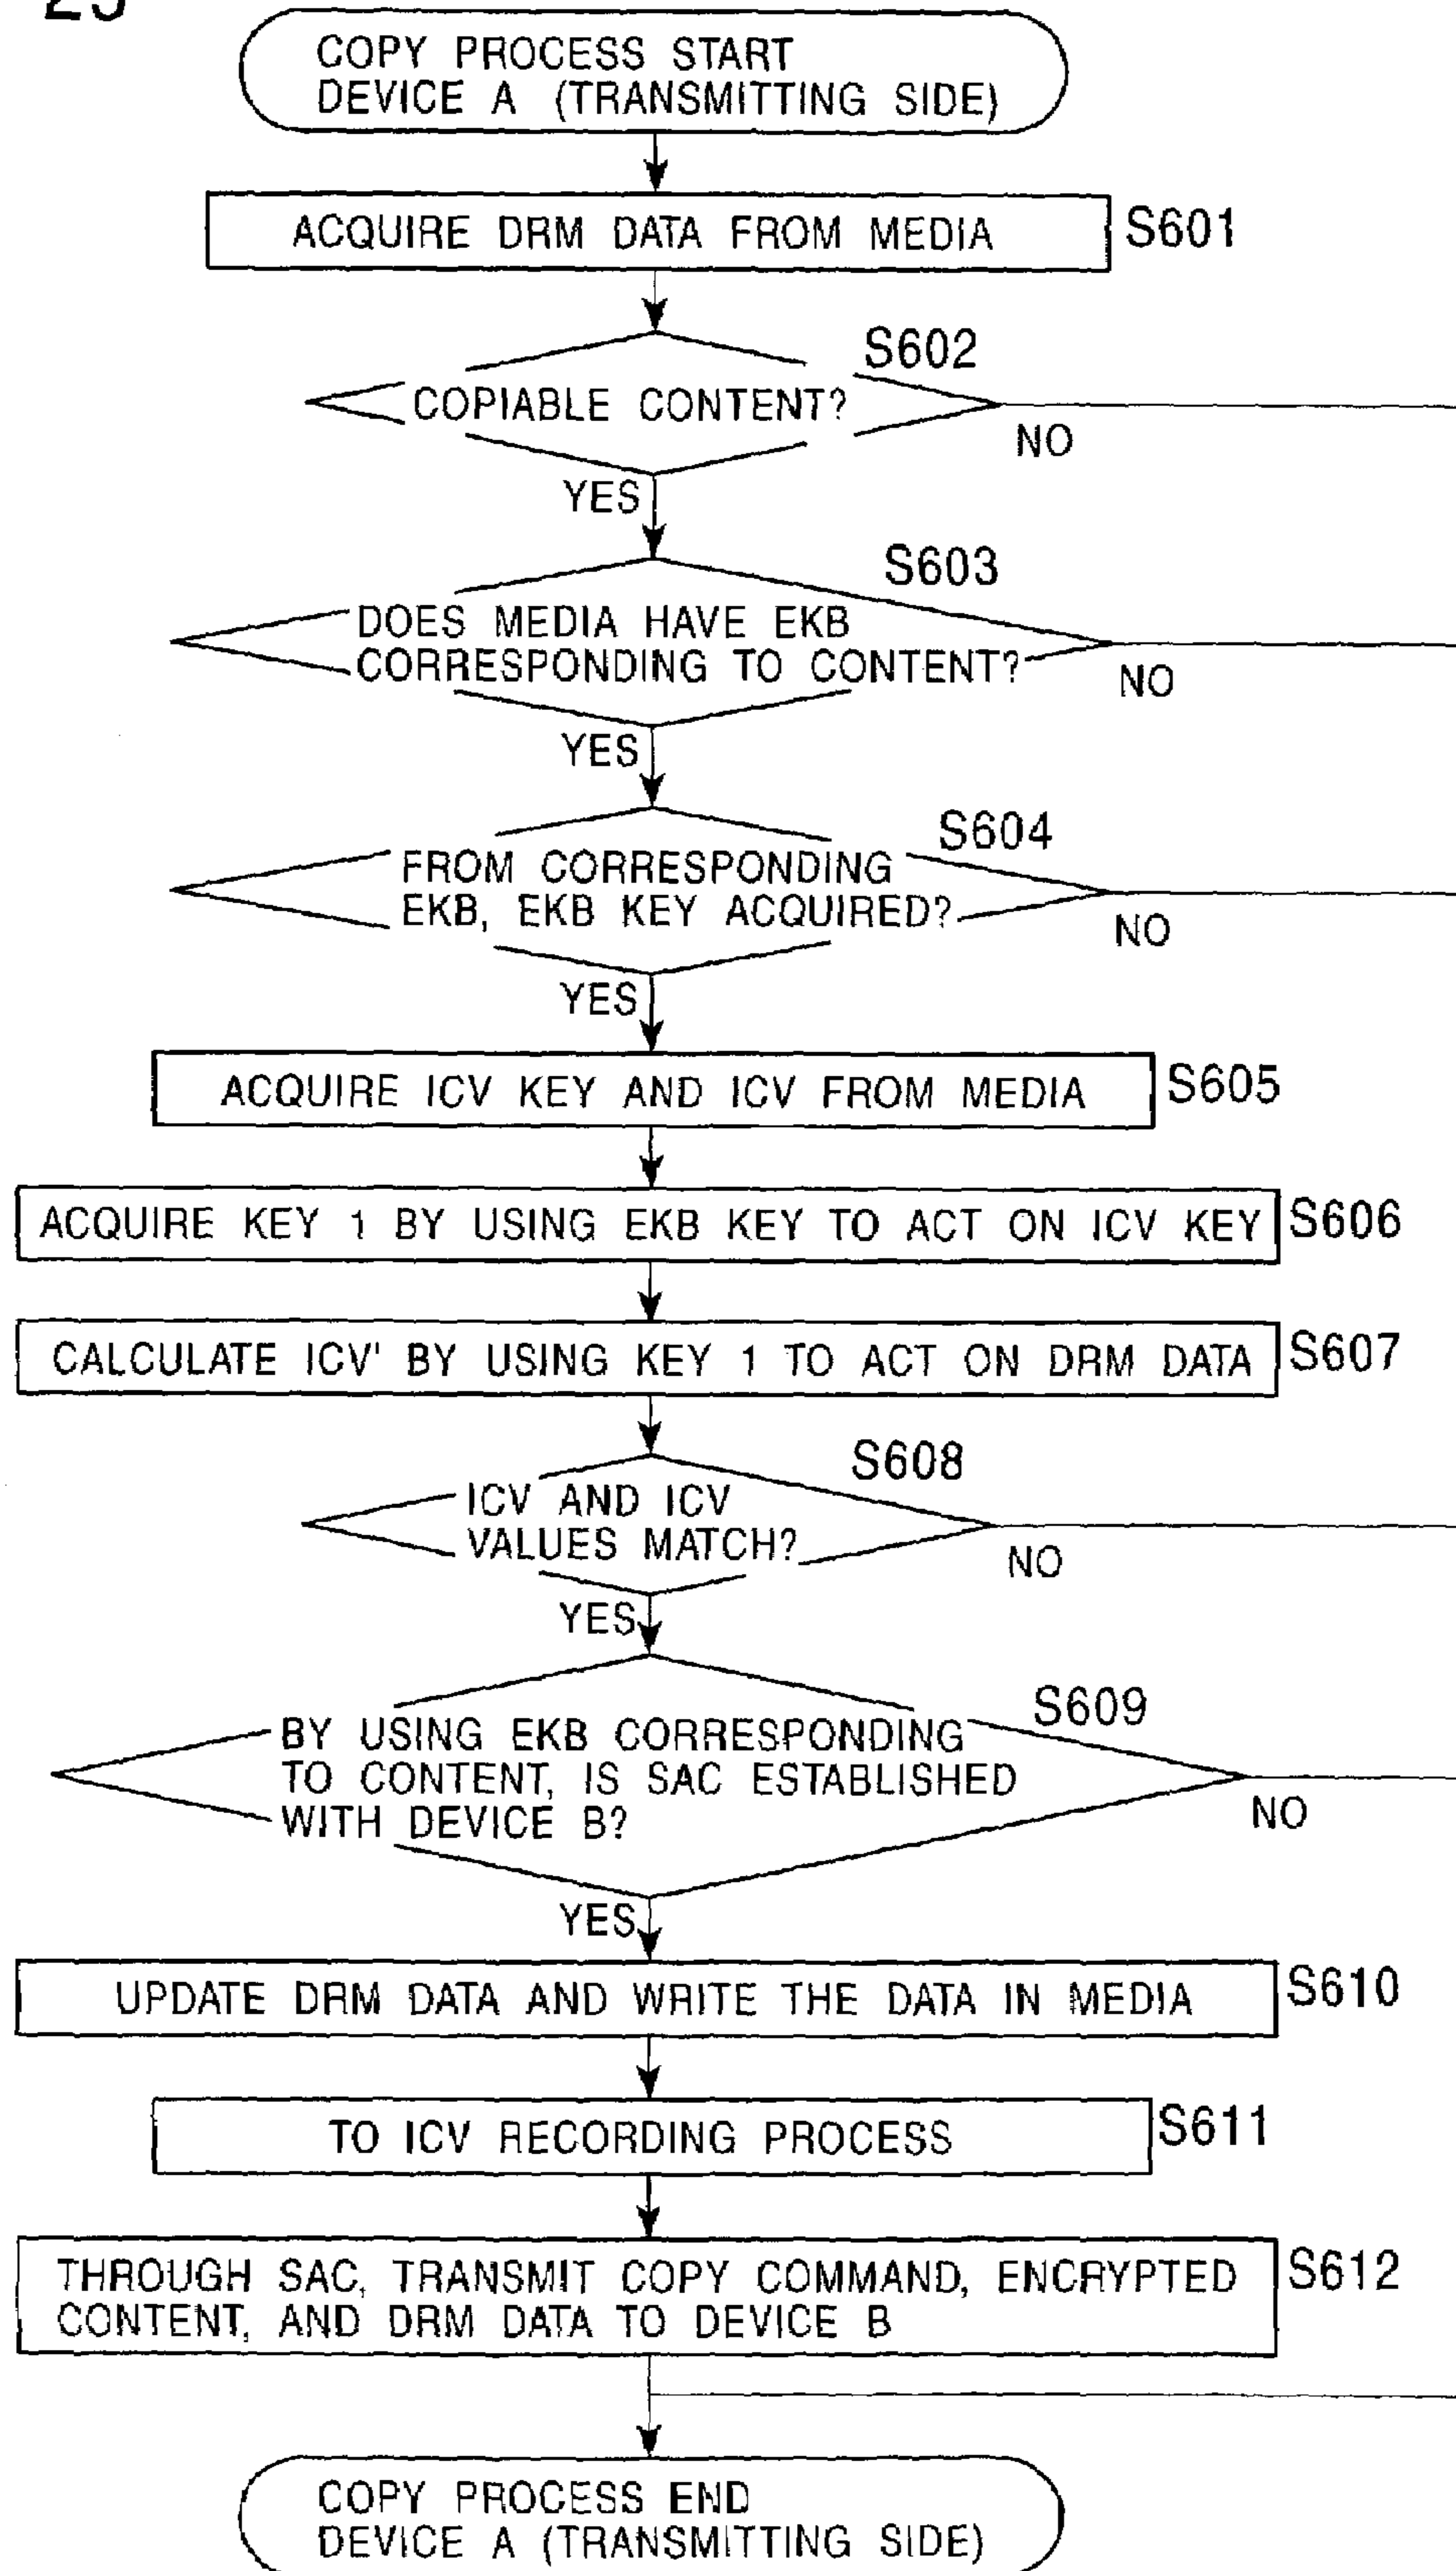 COPY PROCESS START
DEVICE A (TRANSMITTING SIDE)
ACQUIRE DRM DATA FROM MEDIA
S601
S602
COPIABLE CONTENT?
NO
YES
S603
DOES MEDIA HAVE EKB
CORRESPONDING TO CONTENT?
NO
YES
S604
FROM CORRESPONDING
EKB, EKB KEY ACQUIRED?
NO
YES
ACQUIRE ICV KEY AND ICV FROM MEDIA
S605
ACQUIRE KEY 1 BY USING EKB KEY TO ACT ON ICV KEY
S606
CALCULATE ICV' BY USING KEY 1 TO ACT ON DRM DATA
S607
S608
ICV AND ICV
VALUES MATCH?
NO
YES
S609
BY USING EKB CORRESPONDING
TO CONTENT, IS SAC ESTABLISHED
WITH DEVICE B?
NO
YES
UPDATE DRM DATA AND WRITE THE DATA IN MEDIA
S610
TO ICV RECORDING PROCESS
S611
THROUGH SAC, TRANSMIT COPY COMMAND, ENCRYPTED
CONTENT, AND DRM DATA TO DEVICE B
S612
COPY PROCESS END
DEVICE A (TRANSMITTING SIDE)